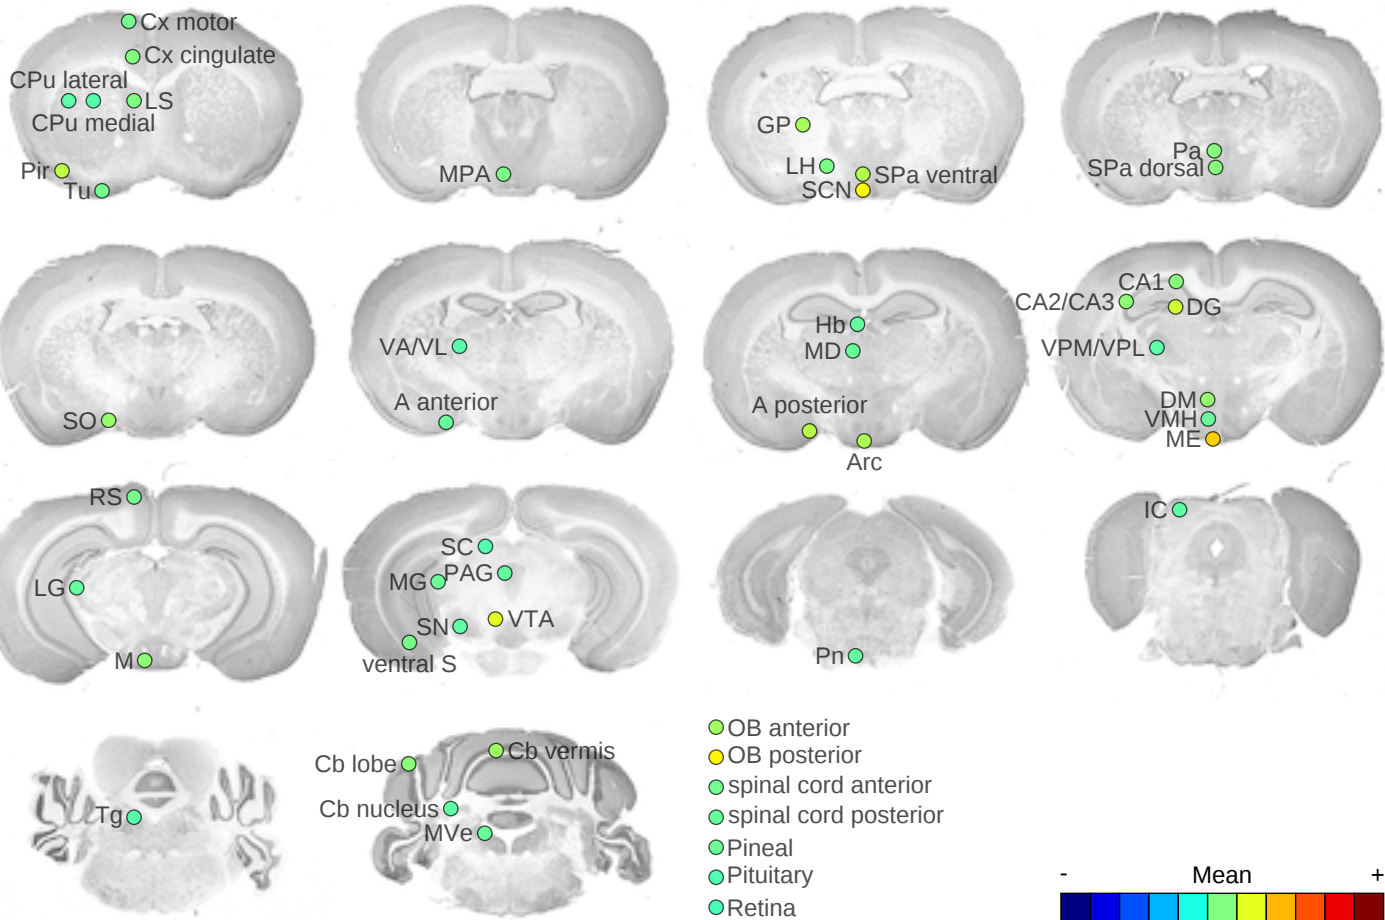 Cx motor
Cx cingulate
CPu lateral
LS
CPu medial
Pir
Tu
MPA
GP
LH
SPa ventral
SCN
Pa
SPa dorsal
SO
VA/VL
A anterior
Hb
MD
A posterior
Arc
CA1
CA2/CA3
DG
VPM/VPL
DM
VMH
ME
RS
LG
M
SC
MG
PAG
SN
VTA
ventral S
Pn
IC
Tg
Cb lobe
Cb vermis
Cb nucleus
MVe
OB anterior
OB posterior
spinal cord anterior
spinal cord posterior
Pineal
Pituitary
Retina
- Mean +